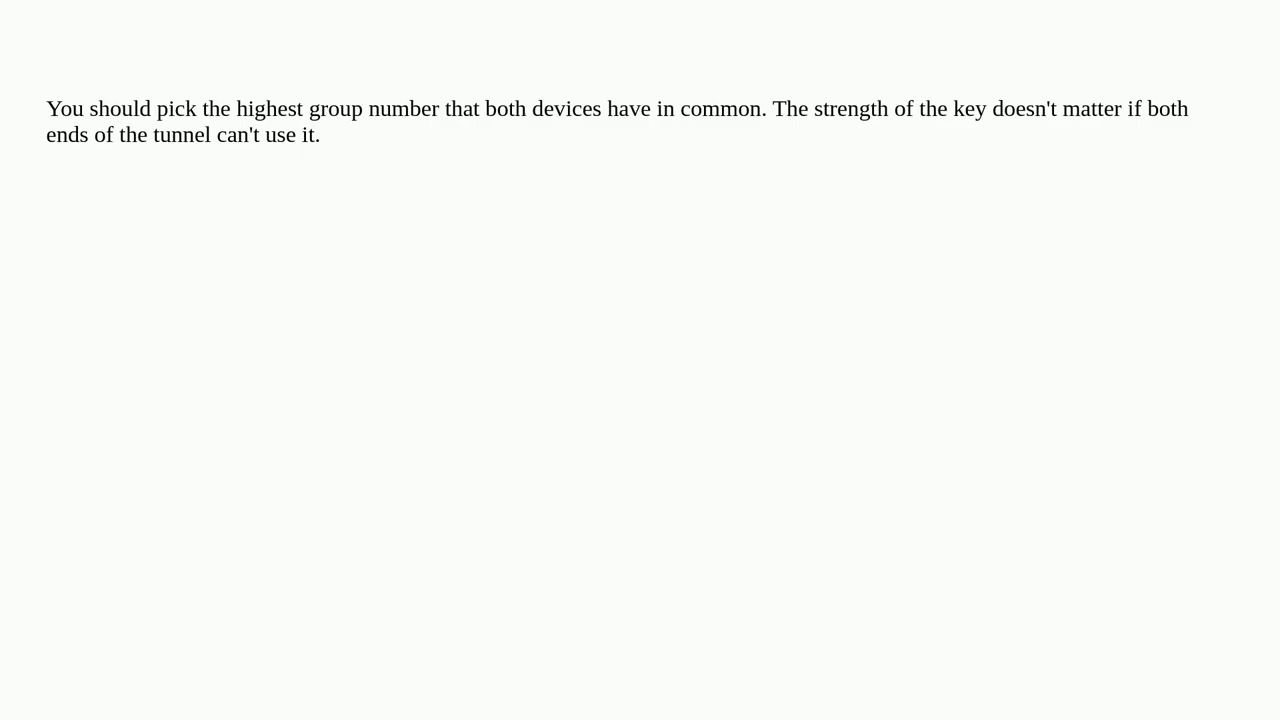 You should pick the highest group number that both devices have in common. The strength of the key doesn't matter if both
ends of the tunnel can't use it.